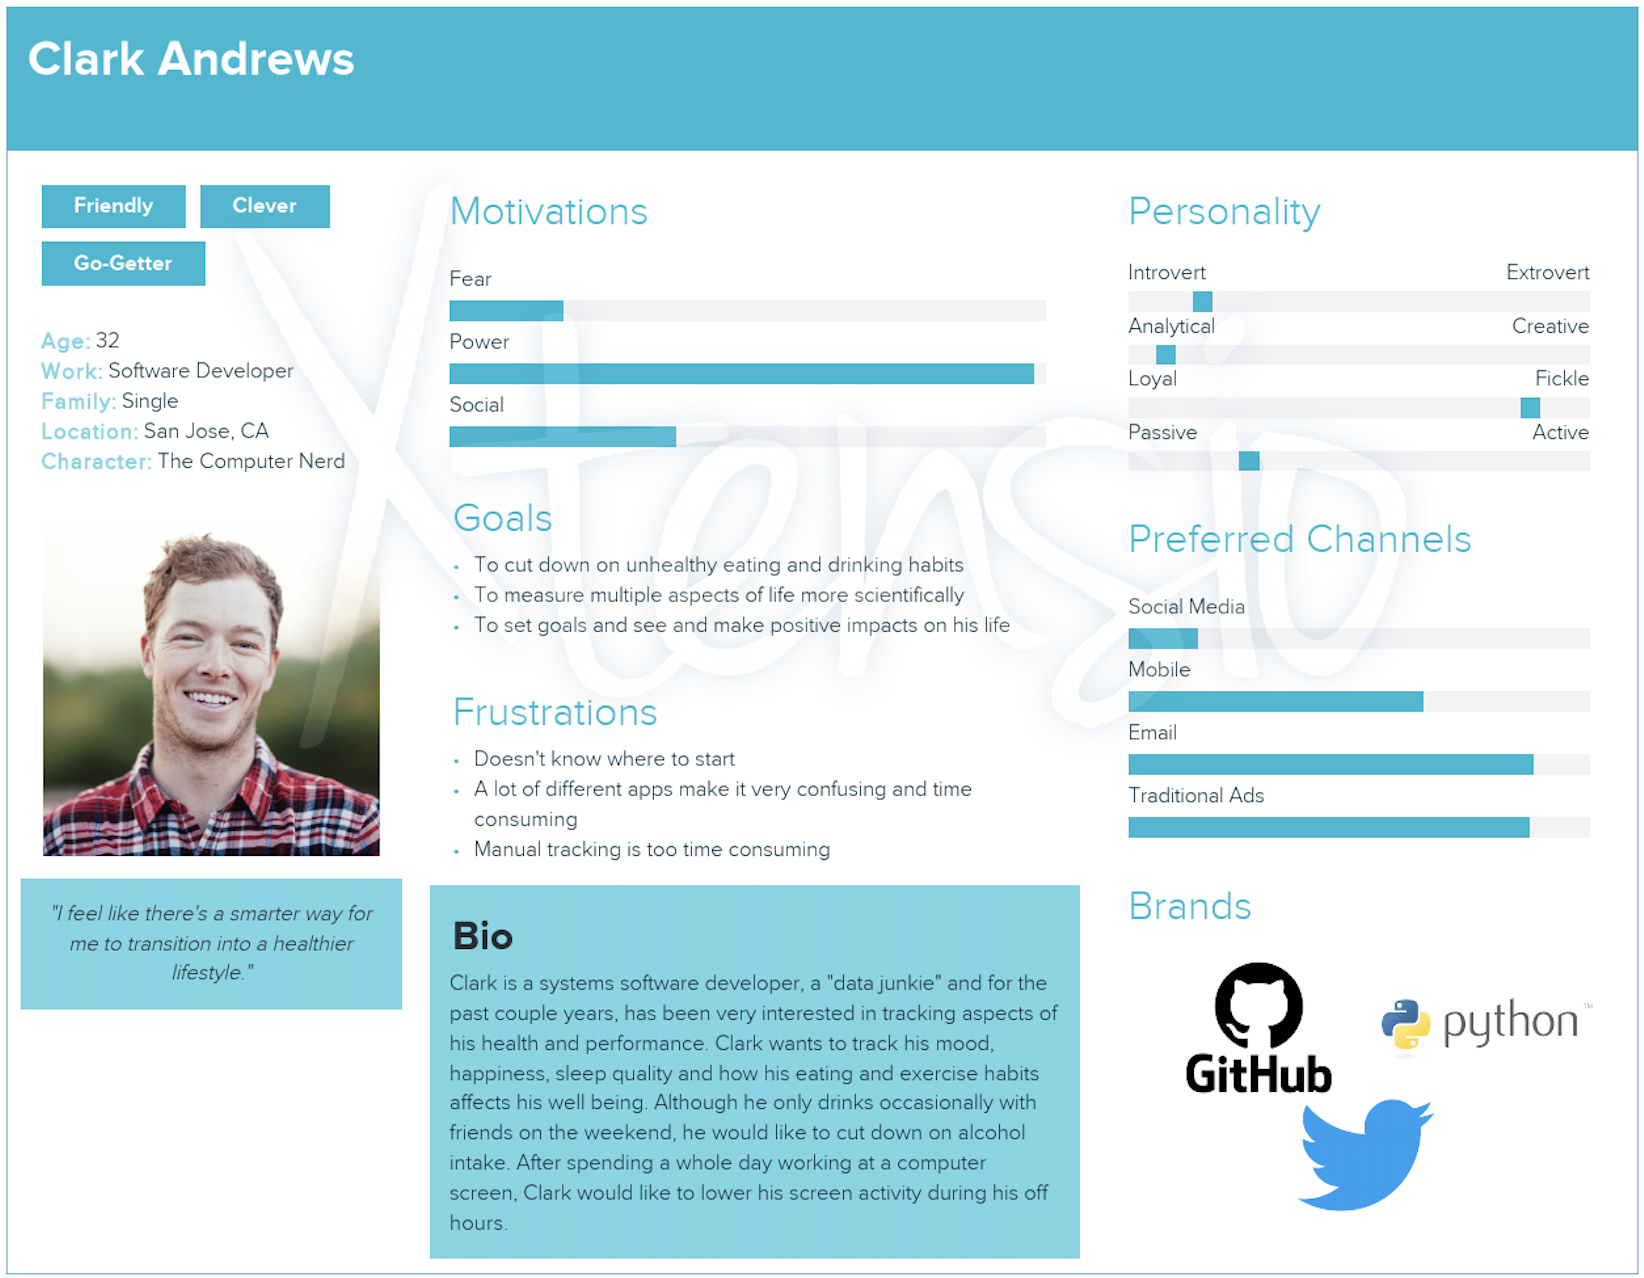 Clark Andrews
Friendly
Clever
Go-Getter
Age: 32
Work: Software Developer
Family: Single
Location: San Jose, CA
Character: The Computer Nerd
"I feel like there's a smarter way for
me to transition into a healthier
lifestyle."
Motivations
Fear
Power
Social
Goals
• To cut down on unhealthy eating and drinking habits
• To measure multiple aspects of life more scientifically
• To set goals and see and make positive impacts on his life
Frustrations
• Doesn't know where to start
• A lot of different apps make it very confusing and time
consuming
• Manual tracking is too time consuming
Bio
Clark is a systems software developer, a "data junkie" and for the
past couple years, has been very interested in tracking aspects of
his health and performance. Clark wants to track his mood,
happiness, sleep quality and how his eating and exercise habits
affects his well being. Although he only drinks occasionally with
friends on the weekend, he would like to cut down on alcohol
intake. After spending a whole day working at a computer
screen, Clark would like to lower his screen activity during his off
hours.
Personality
Introvert Extrovert
Analytical Creative
Loyal Fickle
Passive Active
Preferred Channels
Social Media
Mobile
Email
Traditional Ads
Brands
GitHub
python™
Xtensio